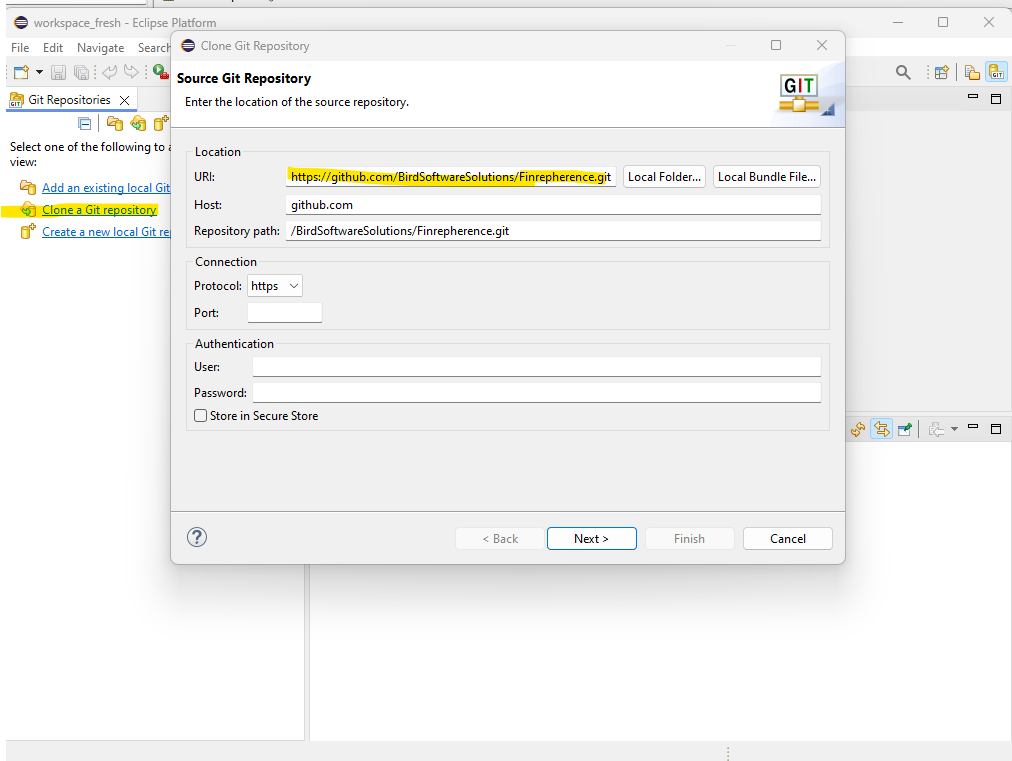 workspace_fresh - Eclipse Platform
File Edit Navigate Search
Git Repositories
Select one of the following to a
view:
Add an existing local Git
Clone a Git repository
Create a new local Git re
Clone Git Repository
Source Git Repository
Enter the location of the source repository.
GIT
Location
URI: https://github.com/BirdSoftwareSolutions/Finrepherence.git Local Folder... Local Bundle File...
Host: github.com
Repository path: /BirdSoftwareSolutions/Finrepherence.git
Connection
Protocol: https
Port:
Authentication
User:
Password:
Store in Secure Store
< Back Next > Finish Cancel